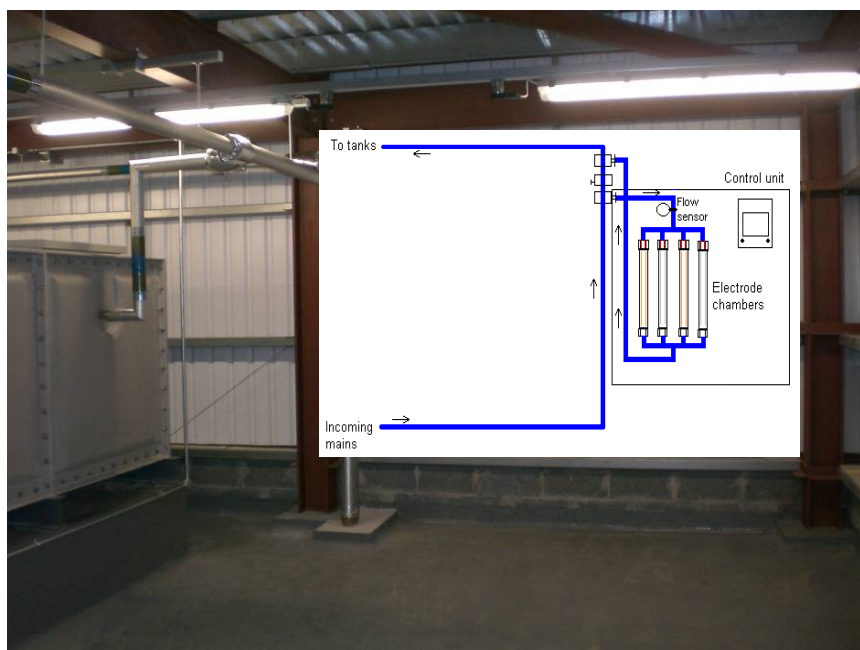 To tanks
Control unit
Flow
sensor
Electrode
chambers
Incoming
mains